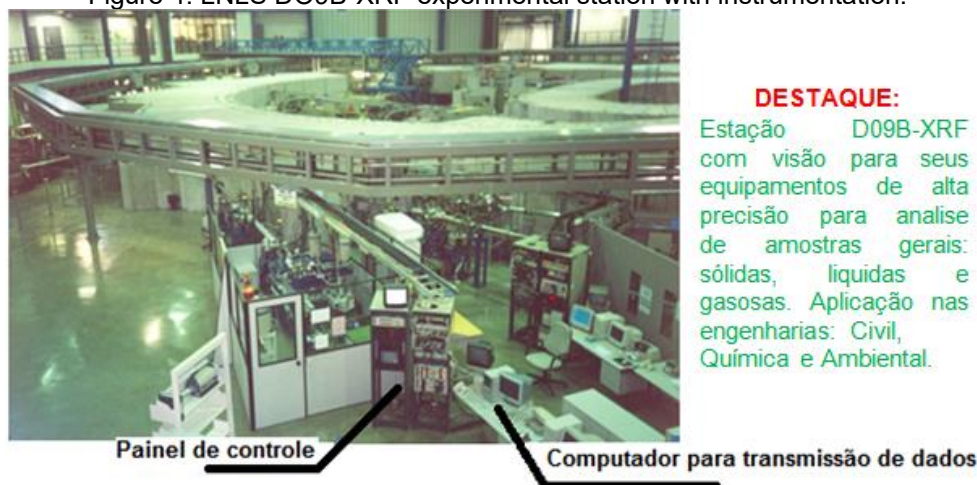 Figure LNLS DO9B-XRF experimental station with instrumentation.
DESTAQUE:
Estação D09B-XRF
com visão para seus
equipamentos de alta
precisão para analise
de amostras gerais:
sólidas, liquidas e
gasosas. Aplicação nas
engenharias: Civil,
Química e Ambiental.
Painel de controle
Computador para transmissão de dados